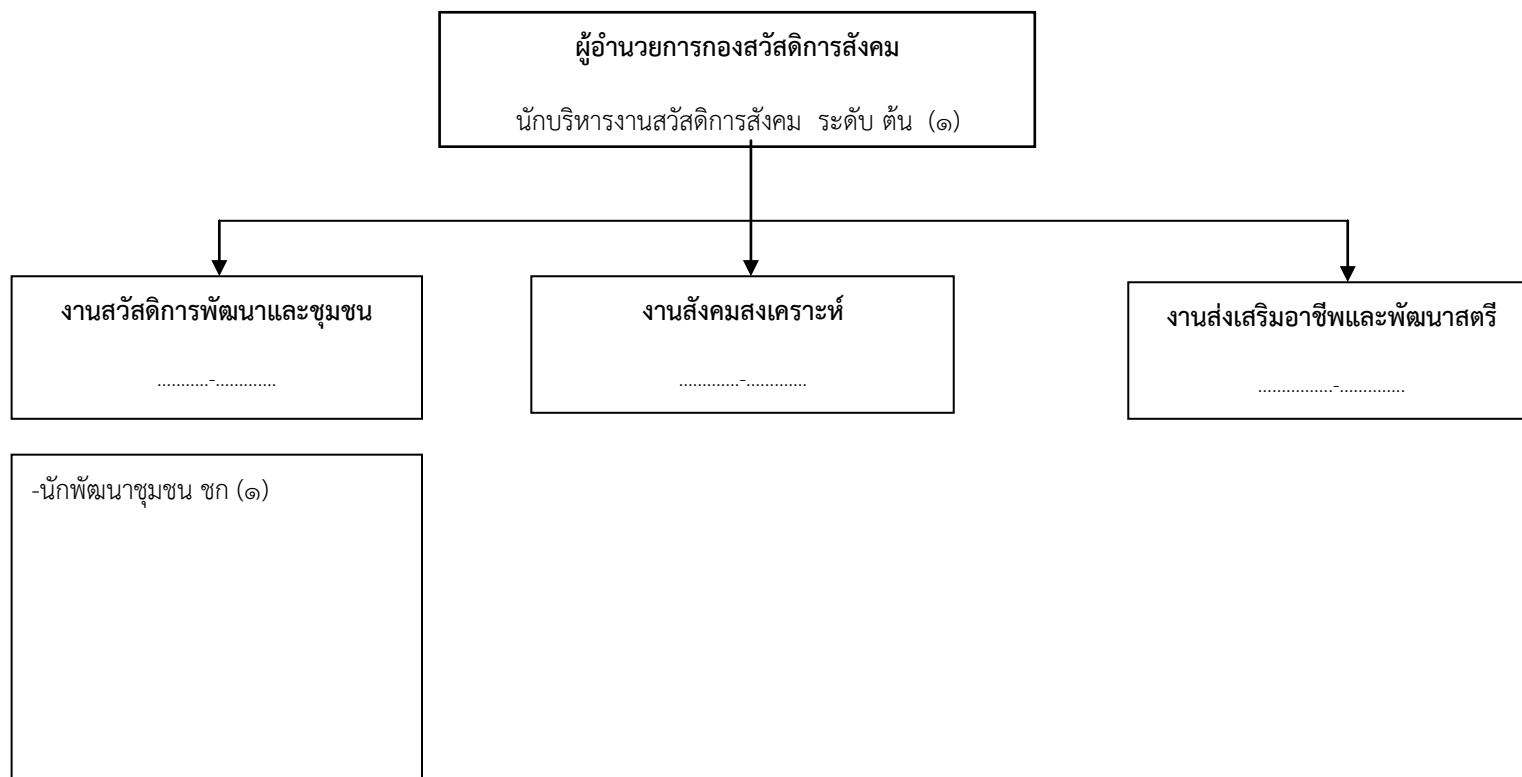 ผู้อำนวยการกองสวัสดิการสังคม
นักบริหารงานสวัสดิการสังคม ระดับ ต้น (๑)
งานสวัสดิการพัฒนาและชุมชน
...........-.............
งานสังคมสงเคราะห์
.............-.............
งานส่งเสริมอาชีพและพัฒนาสตรี
................-..............
-นักพัฒนาชุมชน ชก (๑)